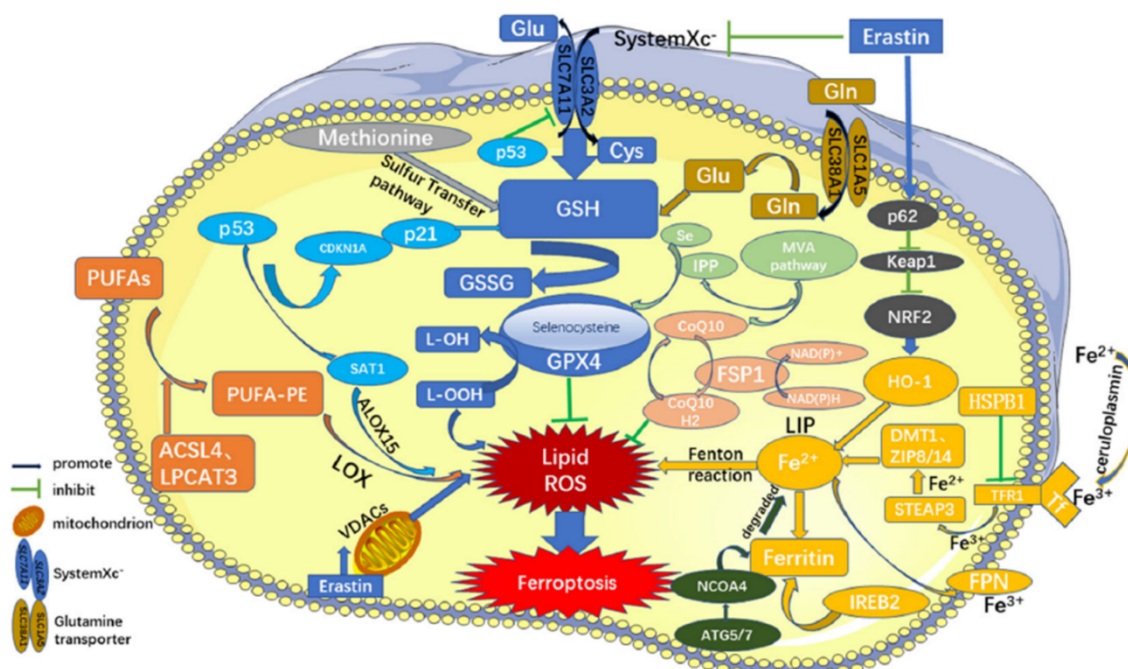 Glu
SLC7A11
SLC3A2
SystemXc⁻
Erastin
Gln
SLC38A1
SLC1A5
Methionine
p53
Cys
Sulfur Transfer
pathway
GSH
Glu
Gln
p62
p53
CDKN1A
p21
Se
IPP
MVA
pathway
Keap1
PUFAs
GSSG
NRF2
Selenocysteine
GPX4
L-OH
CoQ10
FSP1
NAD(P)+
NAD(P)H
CoQ10
H2
HO-1
Fe²⁺
ceruloplasmin
SAT1
PUFA-PE
L-OOH
ALOX15
LOX
ACSL4、
LPCAT3
HSPB1
LIP
Fe²⁺
DMT1、
ZIP8/14
Fe²⁺
STEAP3
TFR1
Tf
Fe³⁺
Fe³⁺
Lipid
ROS
Fenton
reaction
degraded
VDACs
Erastin
Ferroptosis
NCOA4
Ferritin
IREB2
FPN
Fe³⁺
ATG5/7
promote
inhibit
mitochondrion
SLC7A11
SLC3A2
SystemXc⁻
SLC38A1
SLC1A5
Glutamine
transporter